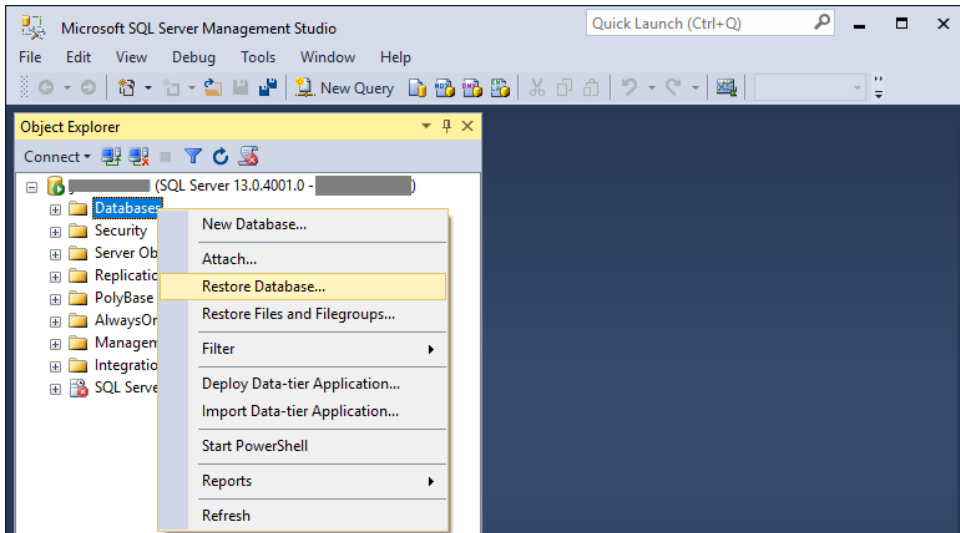 Microsoft SQL Server Management Studio
Quick Launch (Ctrl+Q)
File Edit View Debug Tools Window Help
New Query
Object Explorer
Connect
(SQL Server 13.0.4001.0 - )
Databases
Security
Server Ob
Replicatio
PolyBase
AlwaysOr
Managem
Integratio
SQL Serve
New Database...
Attach...
Restore Database...
Restore Files and Filegroups...
Filter
Deploy Data-tier Application...
Import Data-tier Application...
Start PowerShell
Reports
Refresh